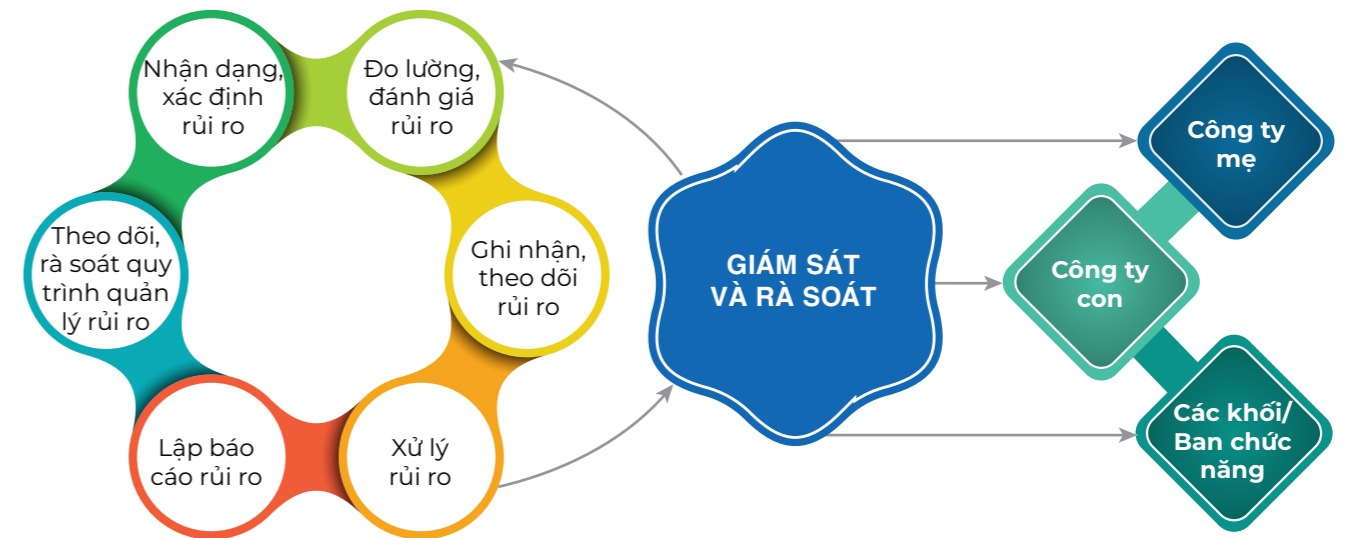 Nhận dạng,
xác định
rủi ro
Đo lường,
đánh giá
rủi ro
Ghi nhận,
theo dõi
rủi ro
Xử lý
rủi ro
Lập báo
cáo rủi ro
Theo dõi,
rà soát quy
trình quản
lý rủi ro
GIÁM SÁT
VÀ RÀ SOÁT
Công ty
mẹ
Công ty
con
Các khối/
Ban chức
năng